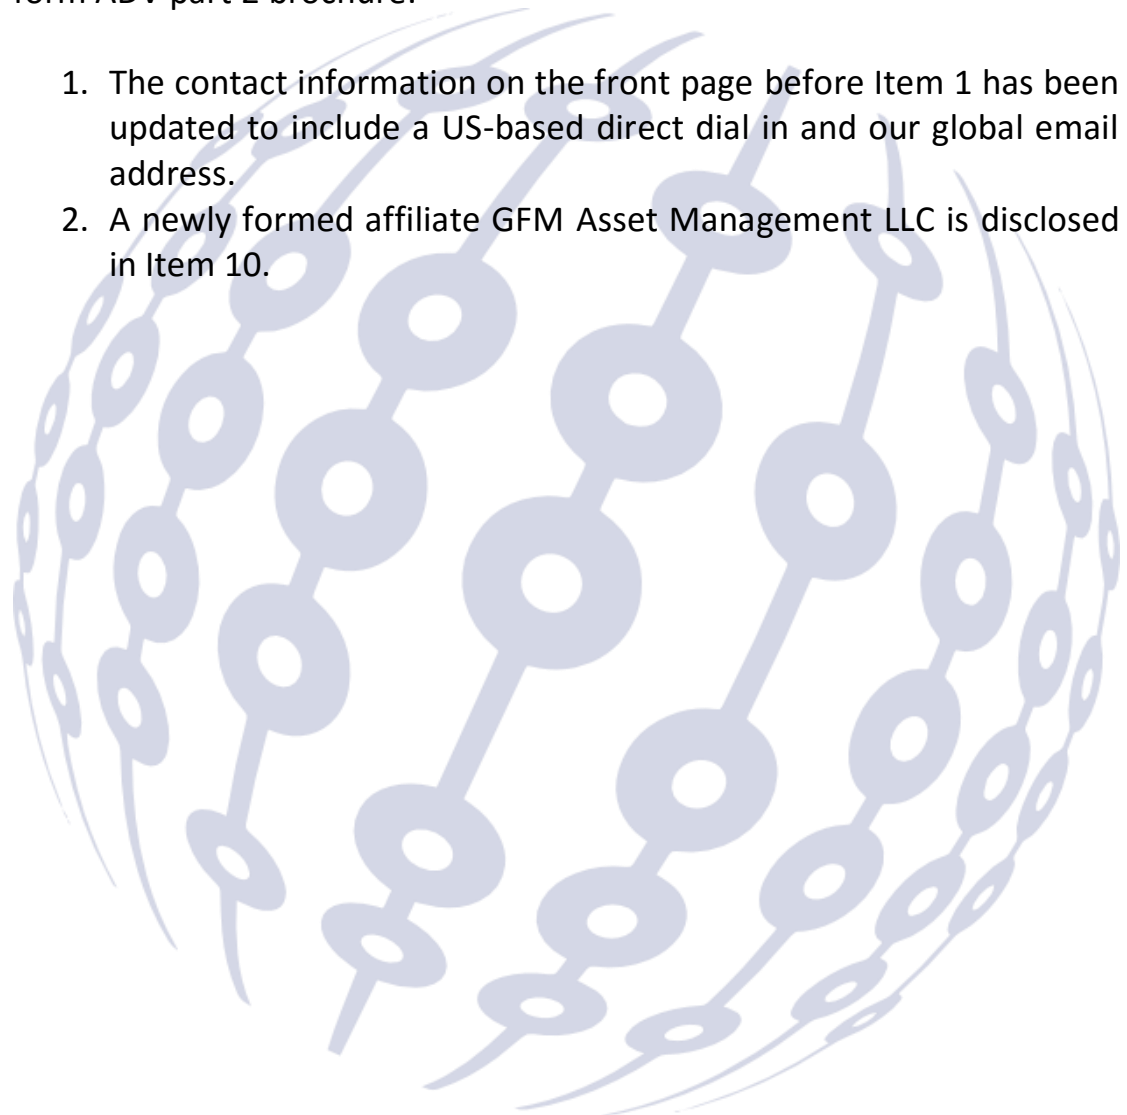 form ADV part 2 brochure:
1. The contact information on the front page before Item 1 has been
updated to include a US-based direct dial in and our global email
address.
2. A newly formed affiliate GFM Asset Management LLC is disclosed
in Item 10.